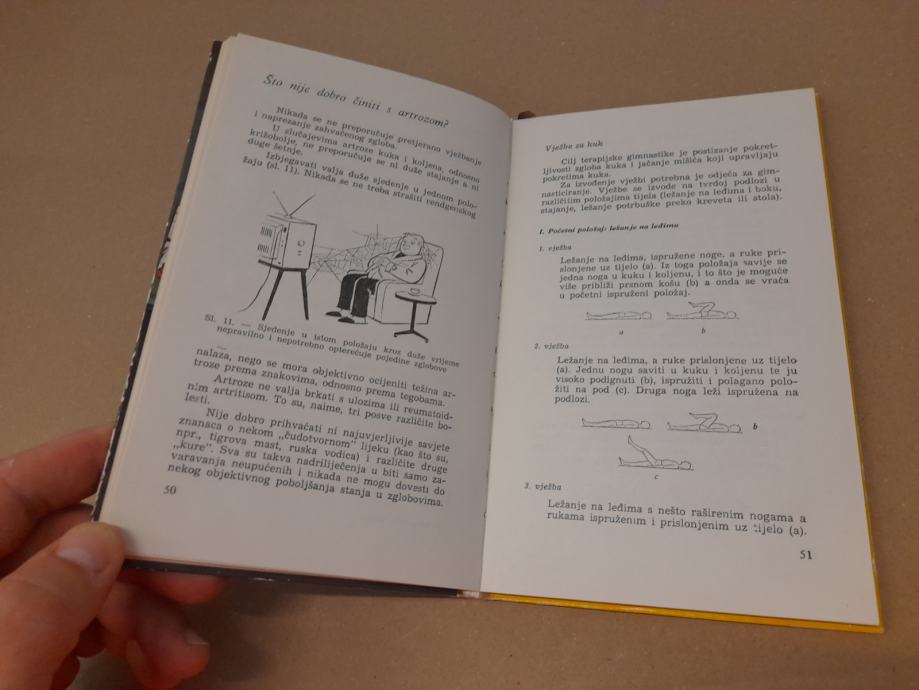 Što nije dobro činiti s artrozom?
Nikada se ne preporučuje pretjerano vježbanje
i naprezanje zahvaćenog zgloba.
U slučajevima artroze kuka i koljena, odnosno
križobolje, ne preporučuje se ni duže stajanje a ni
duge šetnje.
Izbjegavati valja duže sjedenje u jednom polo-
žaju (sl. 11). Nikada se ne treba strašiti rendgenskog
Sl. 11. — Sjedenje u istom položaju kroz duže vrijeme
nepravilno i nepotrebno opterećuje pojedine zglobove
nalaza, nego se mora objektivno ocijeniti težina ar-
troze prema znakovima, odnosno prema tegobama.
Artroze ne valja brkati s ulozima ili reumatoid-
nim artritisom. To su, naime, tri posve različite bo-
lesti.
Nije dobro prihvaćati ni najuvjerljivije savjete
znanaca o nekom „čudotvornom" lijeku (kao što su,
npr., tigrova mast, ruska vodica) i različite druge
„kure". Sva su takva nadriliječenja u biti samo za-
varavanja neupućenih i nikada ne mogu dovesti do
nekog objektivnog poboljšanja stanja u zglobovima.
50
Vježbe za kuk
Cilj terapijske gimnastike je postizanje pokret-
ljivosti zgloba kuka i jačanje mišića koji upravljaju
pokretima kuka.
Za izvođenje vježbi potrebna je odjeća za gim-
nasticiranje. Vježbe se izvode na tvrdoj podlozi u
različitim položajima tijela (ležanje na leđima i boku,
stajanje, ležanje potrbuške preko kreveta ili stola).
I. Početni položaj: ležanje na leđima
1. vježba
Ležanje na leđima, ispružene noge, a ruke pri-
slonjene uz tijelo (a). Iz toga položaja savije se
jedna noga u kuku i koljenu, i to što je moguće
više približi prsnom košu (b) a onda se vraća
u početni ispruženi položaj.
a b
2. vježba
Ležanje na leđima, a ruke prislonjene uz tijelo
(a). Jednu nogu saviti u kuku i koljenu te ju
visoko podignuti (b), ispružiti i polagano polo-
žiti na pod (c). Druga noga leži ispružena na
podlozi.
b
c
3. vježba
Ležanje na leđima s nešto raširenim nogama a
rukama ispruženim i prislonjenim uz tijelo (a).
51